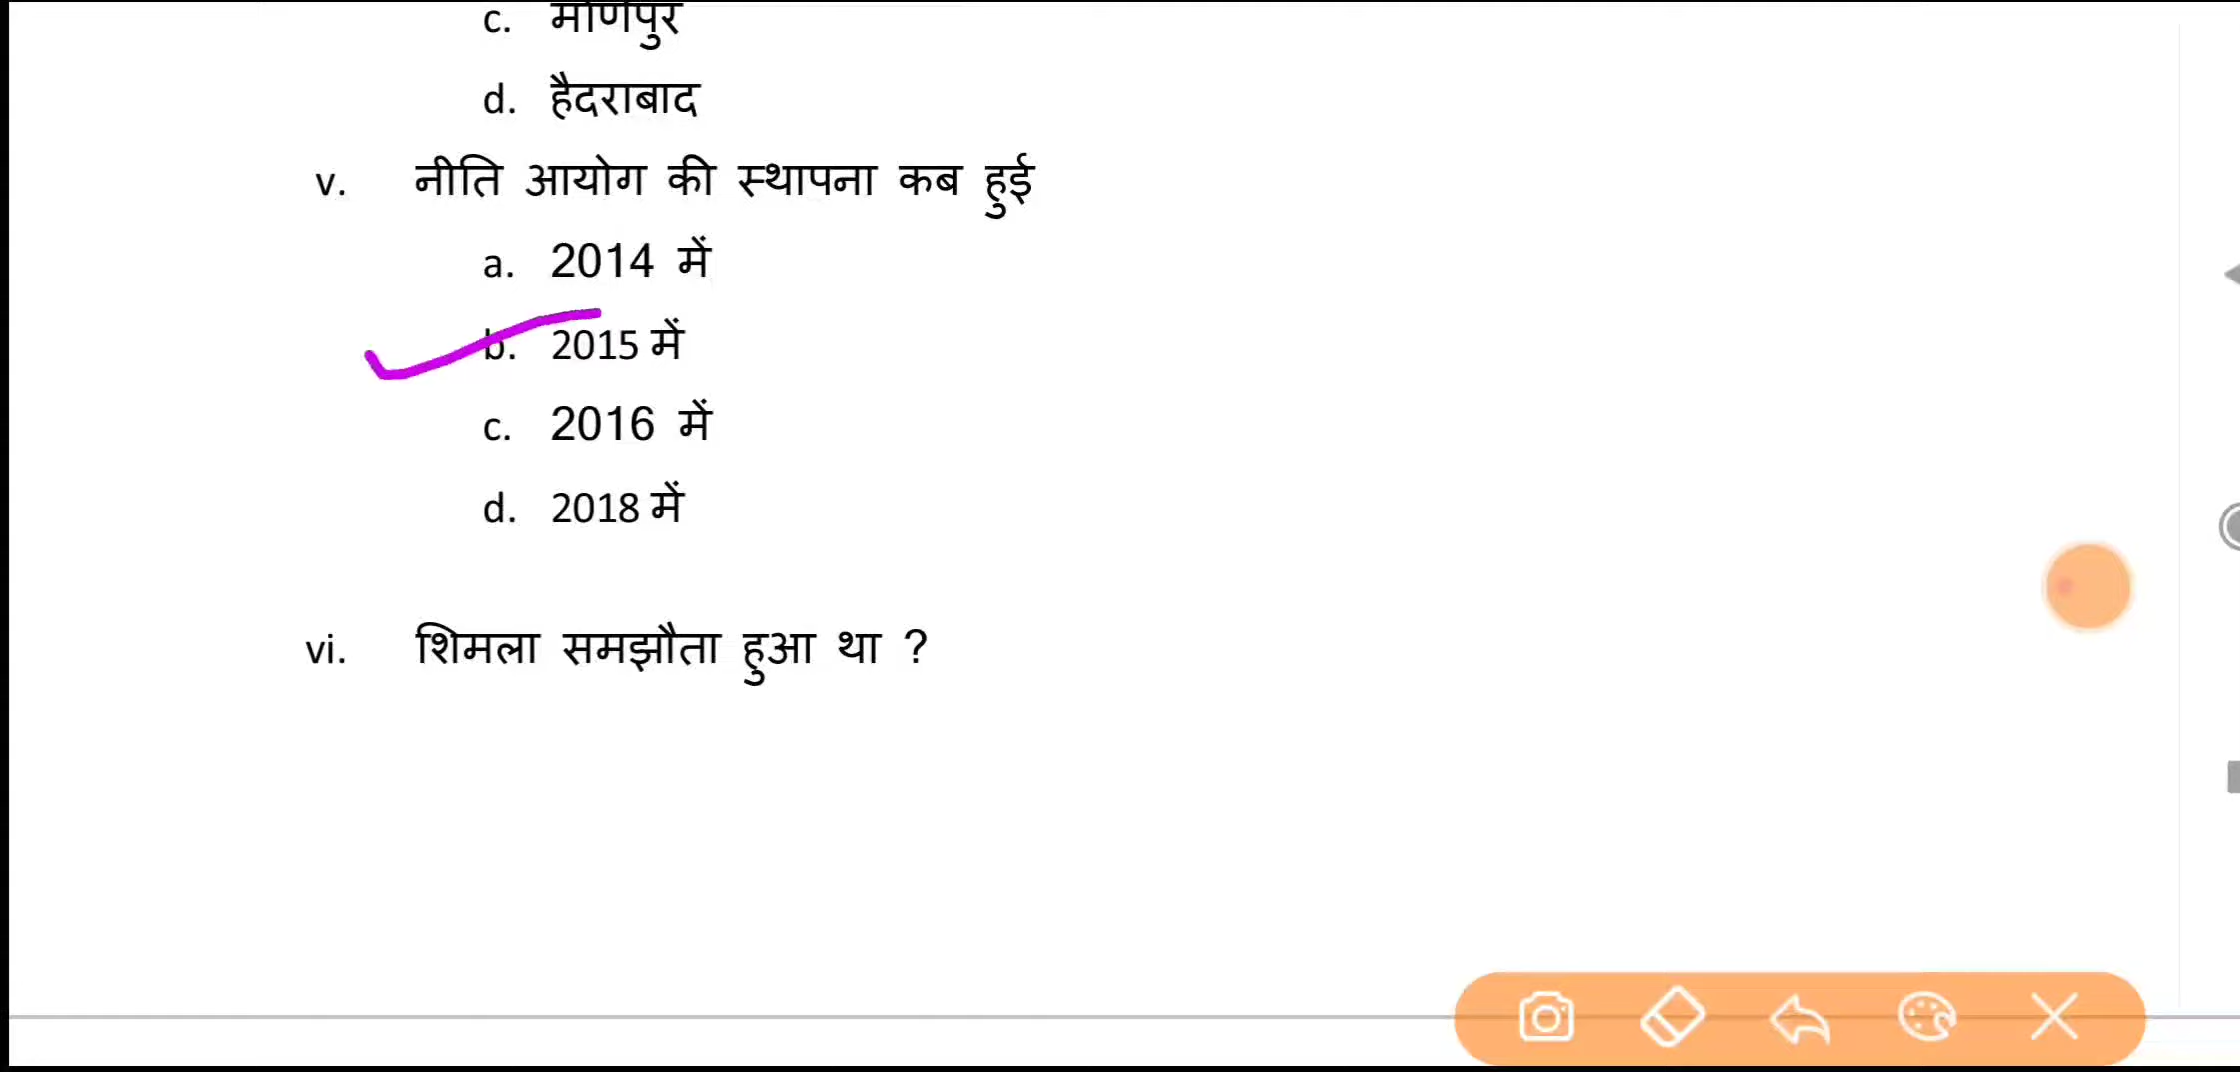 c. मणिपुर
d. हैदराबाद
v. नीति आयोग की स्थापना कब हुई
a. 2014 में
b. 2015 में
c. 2016 में
d. 2018 में
vi. शिमला समझौता हुआ था ?